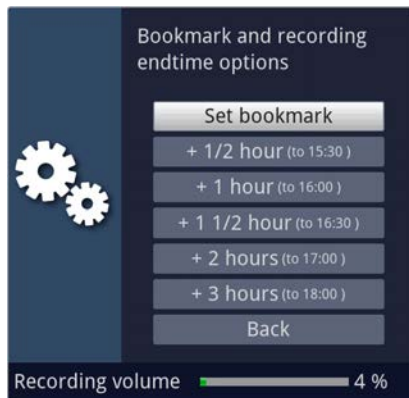 Bookmark and recording
endtime options
Set bookmark
+ 1/2 hour (to 15:30 )
+ 1 hour (to 16:00 )
+ 1 1/2 hour (to 16:30 )
+ 2 hours (to 17:00 )
+ 3 hours (to 18:00 )
Back
Recording volume 4 %